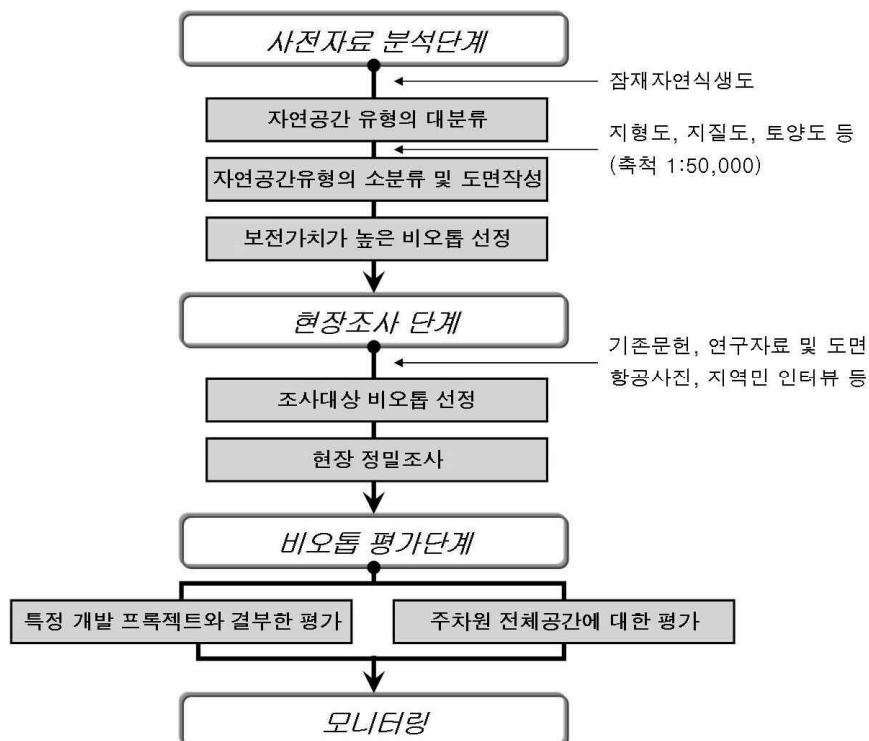 사전자료 분석단계
잠재자연식생도
자연공간 유형의 대분류
지형도, 지질도, 토양도 등
(축척 1:50,000)
자연공간유형의 소분류 및 도면작성
보전가치가 높은 비오톱 선정
현장조사 단계
기존문헌, 연구자료 및 도면
항공사진, 지역민 인터뷰 등
조사대상 비오톱 선정
현장 정밀조사
비오톱 평가단계
특정 개발 프록젝트와 결부한 평가
주차원 전체공간에 대한 평가
모니터링